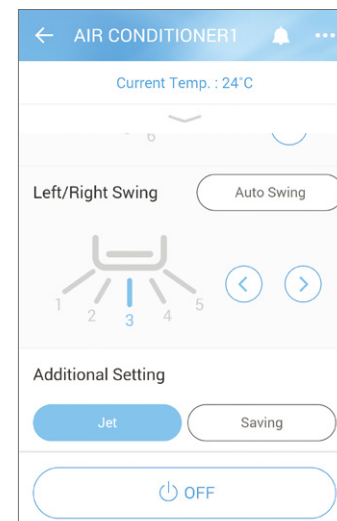 AIR CONDITIONER1
Current Temp. : 24°C
6
Left/Right Swing
Auto Swing
1 2 3 4 5
Additional Setting
Jet
Saving
OFF